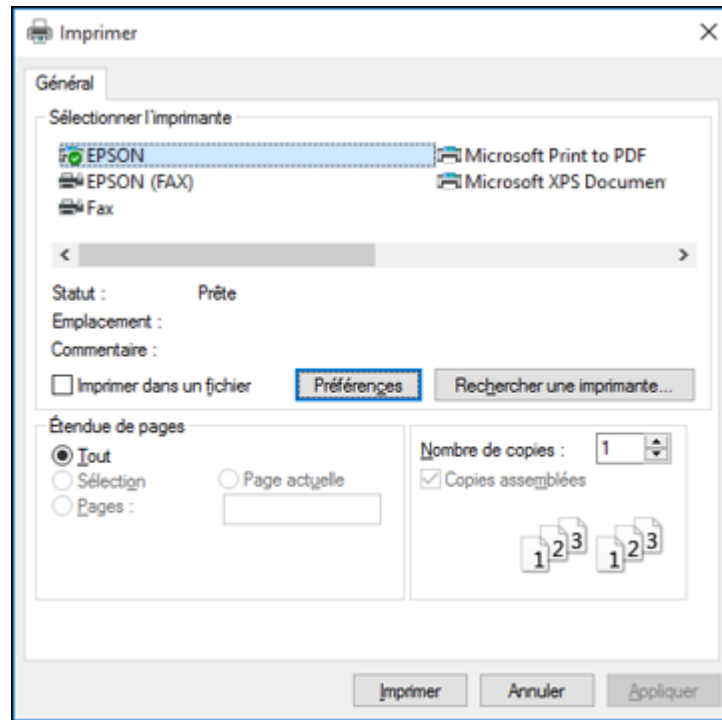 Imprimer
Général
Sélectionner l'imprimante
EPSON
Microsoft Print to PDF
EPSON (FAX)
Microsoft XPS Documen
Fax
Statut : Prête
Emplacement :
Commentaire :
Imprimer dans un fichier
Préférences
Rechercher une imprimante...
Étendue de pages
Tout
Sélection
Page actuelle
Pages :
Nombre de copies : 1
Copies assemblées
1 2 3 1 2 3
Imprimer
Annuler
Appliquer